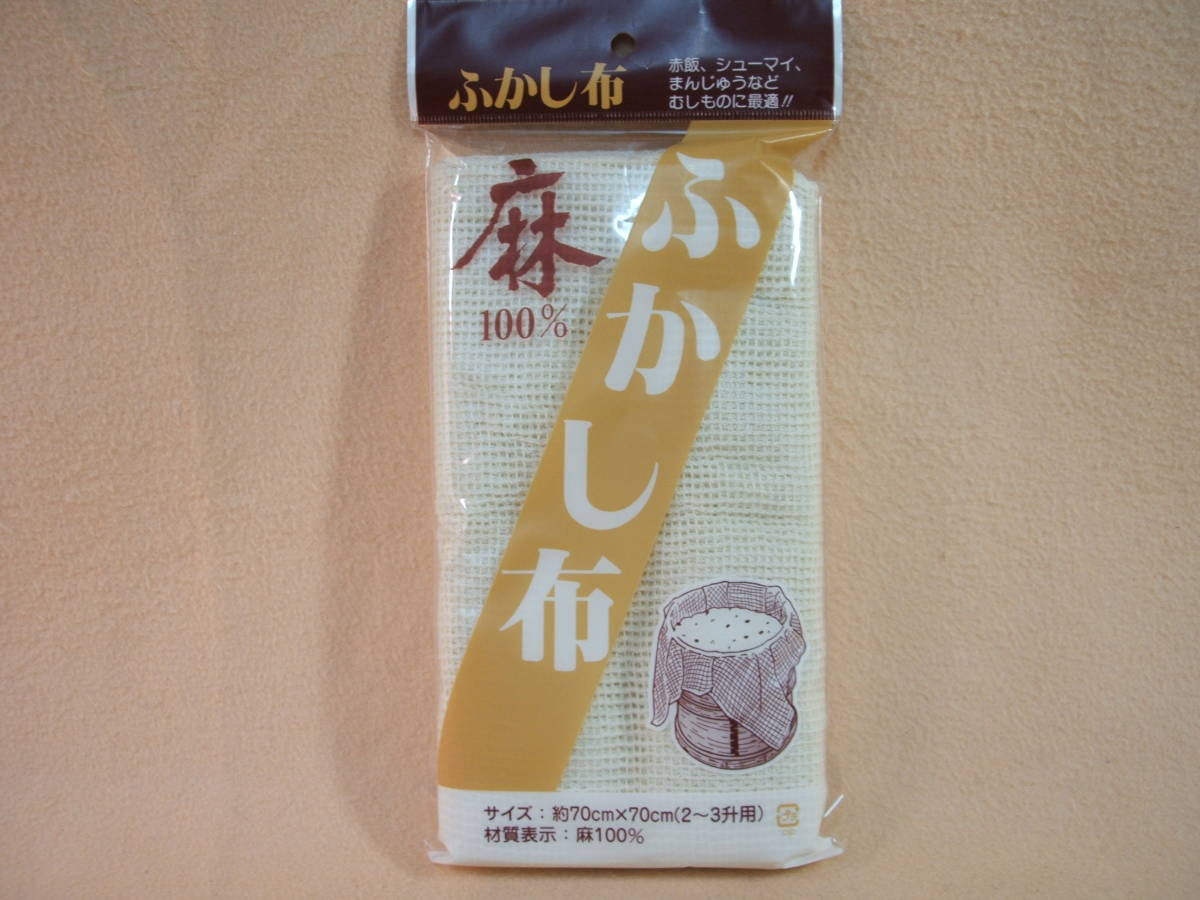 ふかし布
赤飯、シューマイ、
まんじゅうなど
むしものに最適!!
麻
100%
ふかし布
サイズ:約70cm×70cm(2〜3升用)
材質表示:麻100%